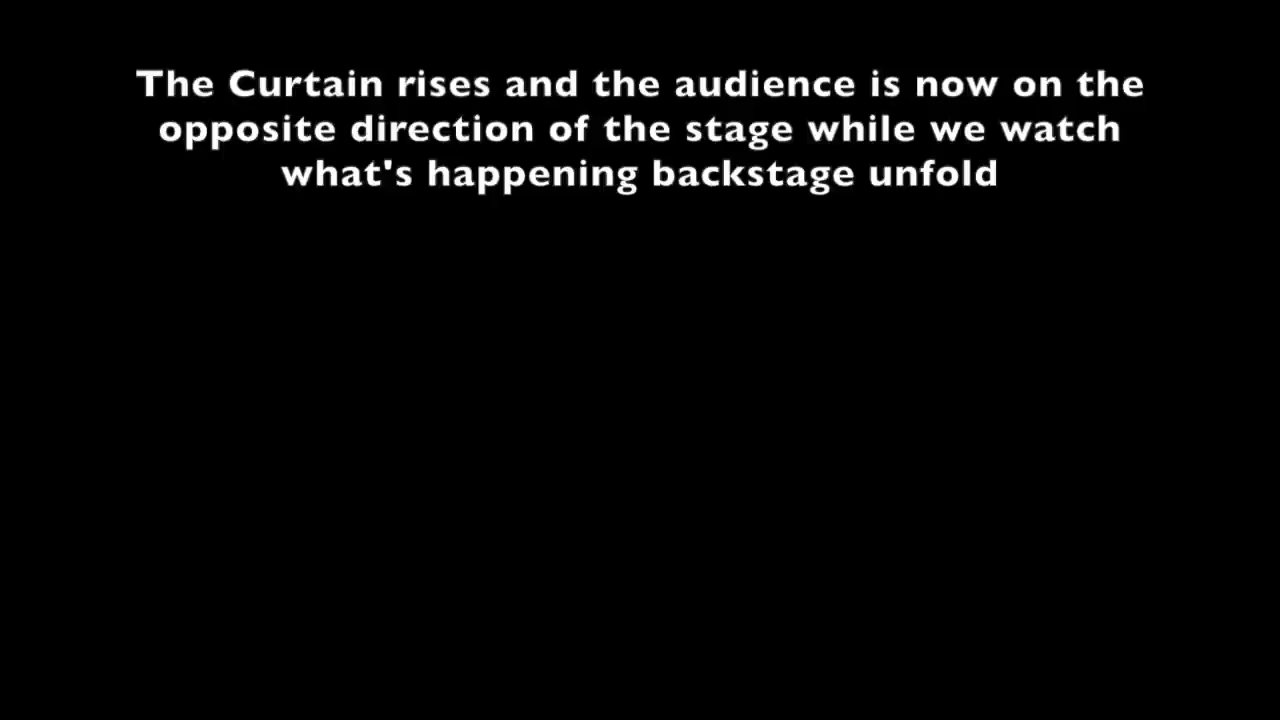 The Curtain rises and the audience is now on the
opposite direction of the stage while we watch
what's happening backstage unfold